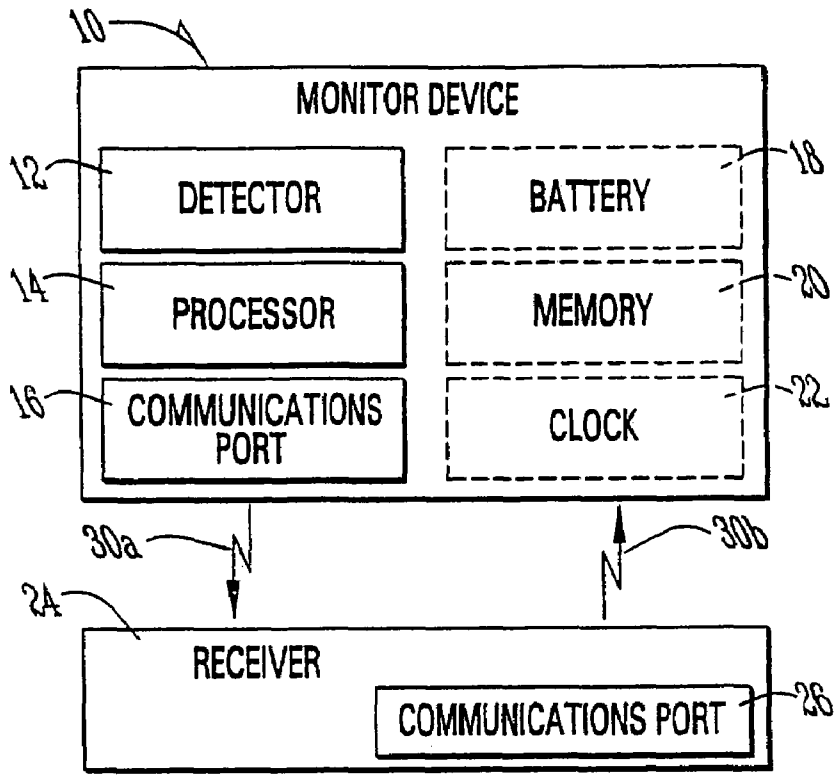 10
MONITOR DEVICE
12
DETECTOR
BATTERY
18
14
PROCESSOR
MEMORY
20
16
COMMUNICATIONS
PORT
CLOCK
22
30a
30b
24
RECEIVER
COMMUNICATIONS PORT
26